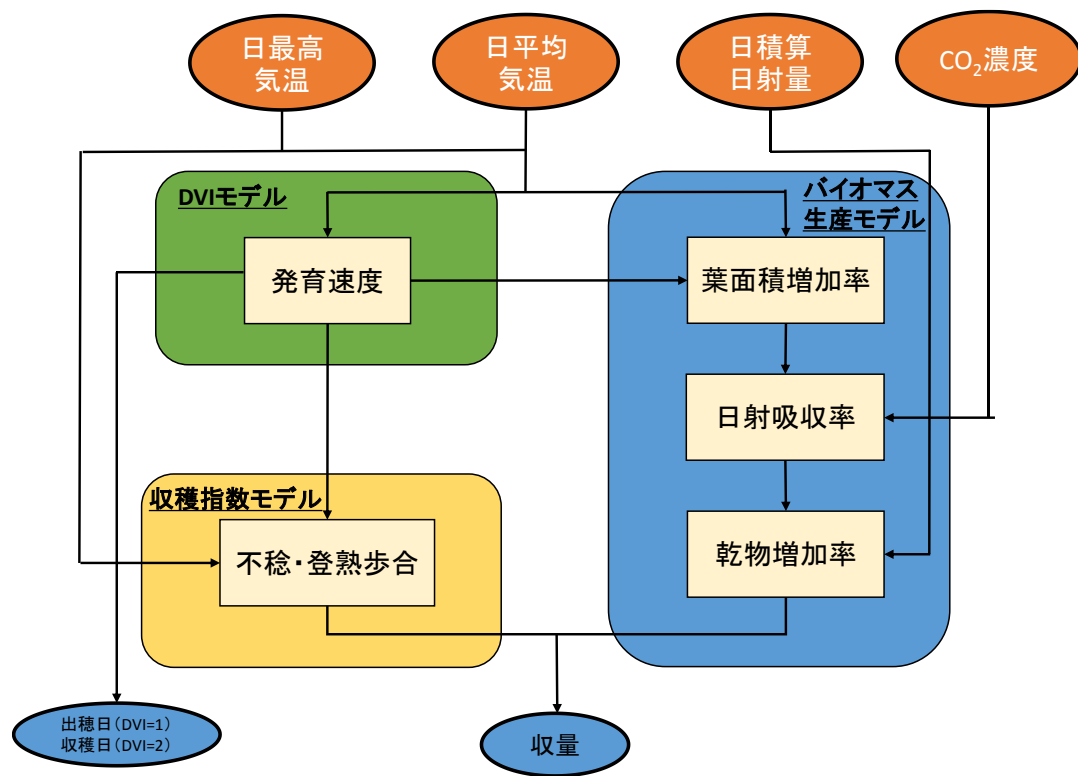 日最高
気温
日平均
気温
日積算
日射量
CO₂濃度
DVIモデル
バイオマス
生産モデル
発育速度
葉面積増加率
日射吸収率
収穫指数モデル
不稔・登熟歩合
乾物増加率
出穂日(DVI=1)
収穫日(DVI=2)
収量